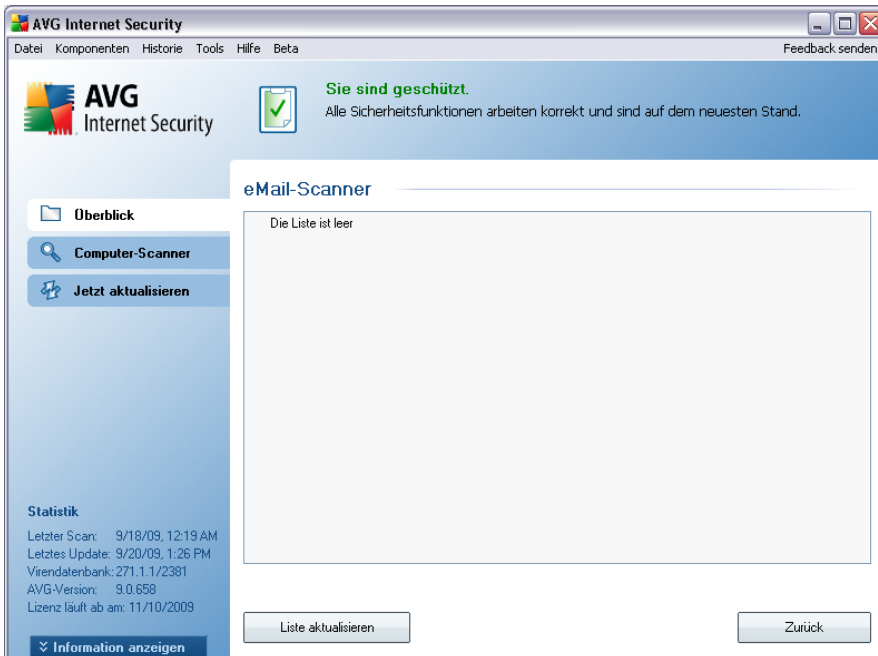 AVG Internet Security
Datei Komponenten Historie Tools Hilfe Beta Feedback senden
AVG
Internet Security
Sie sind geschützt.
Alle Sicherheitsfunktionen arbeiten korrekt und sind auf dem neuesten Stand.
eMail-Scanner
Überblick
Computer-Scanner
Jetzt aktualisieren
Die Liste ist leer
Statistik
Letzter Scan: 9/18/09, 12:19 AM
Letztes Update: 9/20/09, 1:26 PM
Virendatenbank: 271.1.1/2381
AVG-Version: 9.0.658
Lizenz läuft ab am: 11/10/2009
Information anzeigen
Liste aktualisieren
Zurück